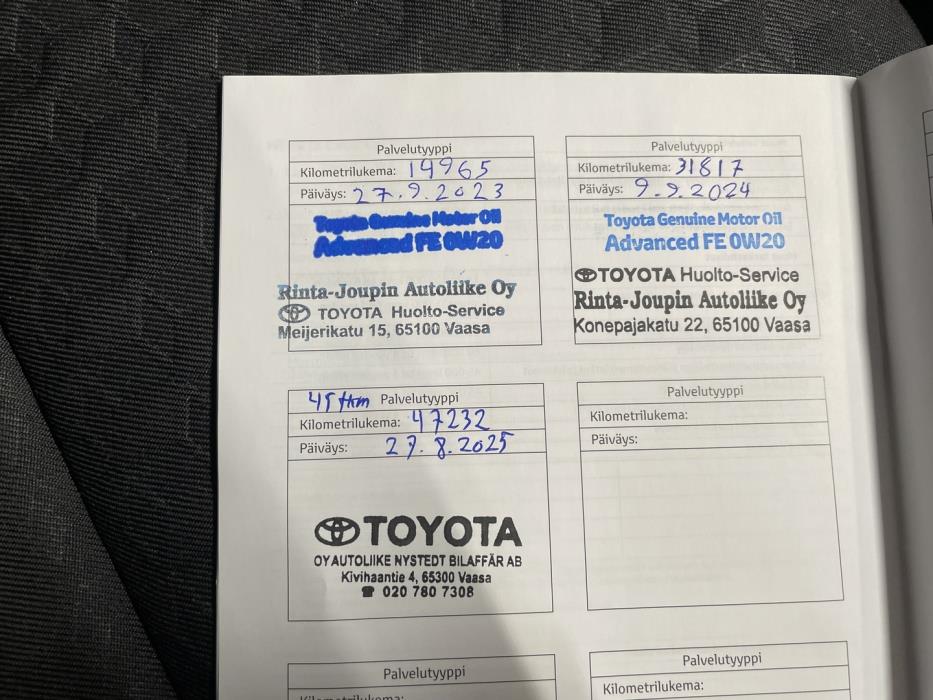 Palvelutyyppi
Kilometrilukema: 14965
Päiväys: 27.9.2023
Toyota Genuine Motor Oil
Advanced FE 0W20
Rinta-Joupin Autoliike Oy
TOYOTA Huolto-Service
Meijerikatu 15, 65100 Vaasa
Palvelutyyppi
Kilometrilukema: 31817
Päiväys: 9.9.2024
Toyota Genuine Motor Oil
Advanced FE 0W20
TOYOTA Huolto-Service
Rinta-Joupin Autoliike Oy
Konepajakatu 22, 65100 Vaasa
45 tkm Palvelutyyppi
Kilometrilukema: 47232
Päiväys: 27.8.2025
TOYOTA
OY AUTOLIIKE NYSTEDT BILAFFÄR AB
Kivihaantie 4, 65300 Vaasa
☎ 020 780 7308
Palvelutyyppi
Kilometrilukema:
Päiväys:
Palvelutyyppi
Kilometrilukema:
Palvelutyyppi
Kilometrilukema: